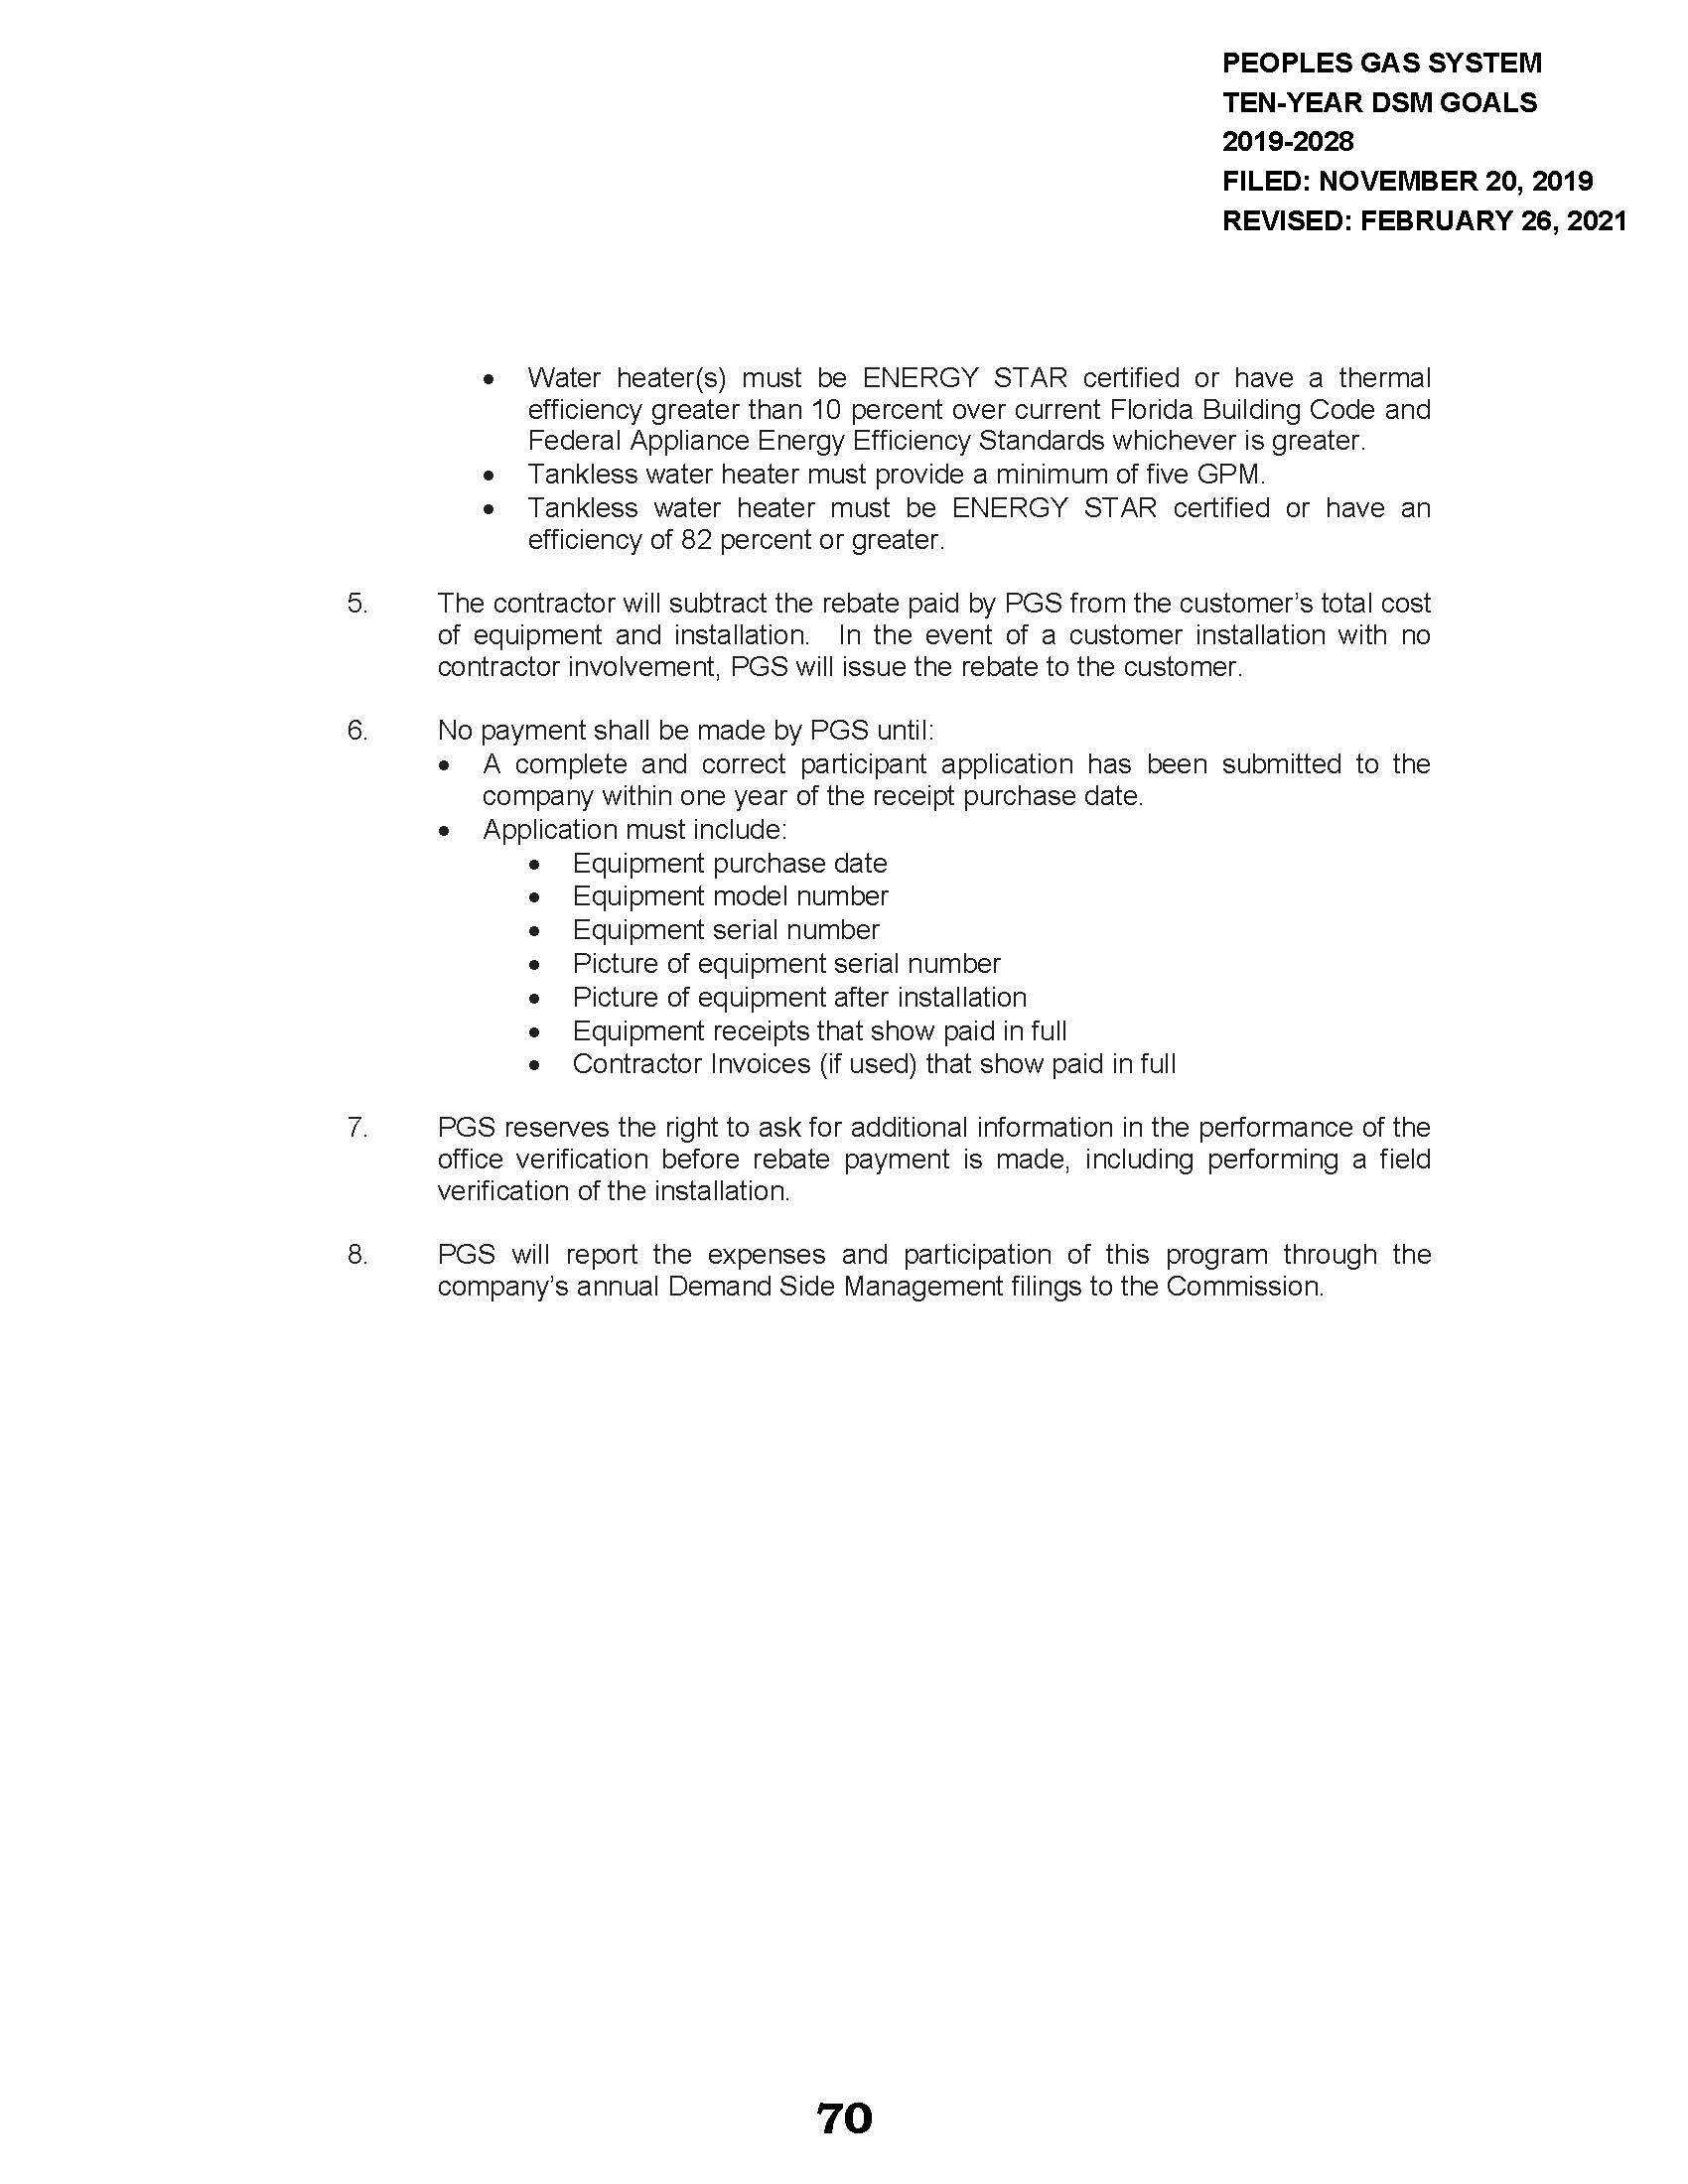 PEOPLES GAS SYSTEM
TEN-YEAR DSM GOALS
2019-2028
FILED: NOVEMBER 20, 2019
REVISED: FEBRUARY 26, 2021
• Water heater(s) must be ENERGY STAR certified or have a thermal
efficiency greater than 10 percent over current Florida Building Code and
Federal Appliance Energy Efficiency Standards whichever is greater.
• Tankless water heater must provide a minimum of five GPM.
• Tankless water heater must be ENERGY STAR certified or have an
efficiency of 82 percent or greater.
5. The contractor will subtract the rebate paid by PGS from the customer’s total cost
of equipment and installation. In the event of a customer installation with no
contractor involvement, PGS will issue the rebate to the customer.
6. No payment shall be made by PGS until:
• A complete and correct participant application has been submitted to the
company within one year of the receipt purchase date.
• Application must include:
• Equipment purchase date
• Equipment model number
• Equipment serial number
• Picture of equipment serial number
• Picture of equipment after installation
• Equipment receipts that show paid in full
• Contractor Invoices (if used) that show paid in full
7. PGS reserves the right to ask for additional information in the performance of the
office verification before rebate payment is made, including performing a field
verification of the installation.
8. PGS will report the expenses and participation of this program through the
company’s annual Demand Side Management filings to the Commission.
70